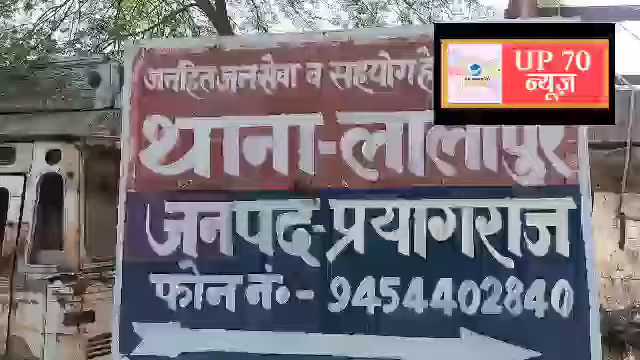 जनहित जनसेवा व सहयोग हे
थाना-लालापुर
जनपद-प्रयागराज
फोन नं०-9454402840
UP 70
न्यूज़